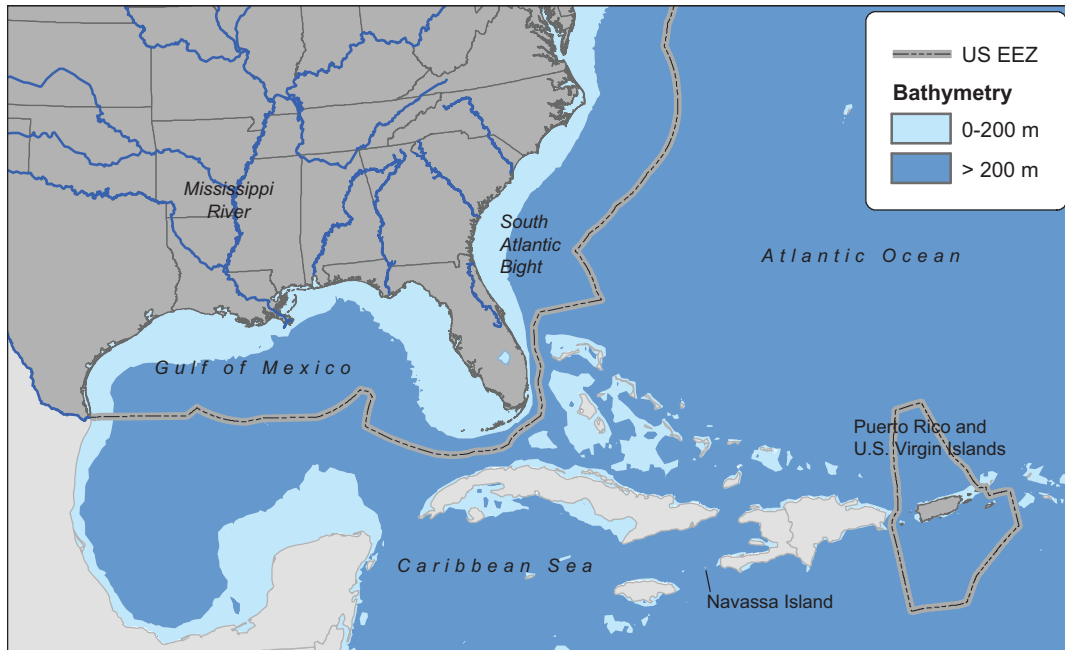 US EEZ
Bathymetry
0-200 m
> 200 m
Mississippi
River
South
Atlantic
Bight
Atlantic Ocean
Gulf of Mexico
Puerto Rico and
U.S. Virgin Islands
Caribbean Sea
Navassa Island